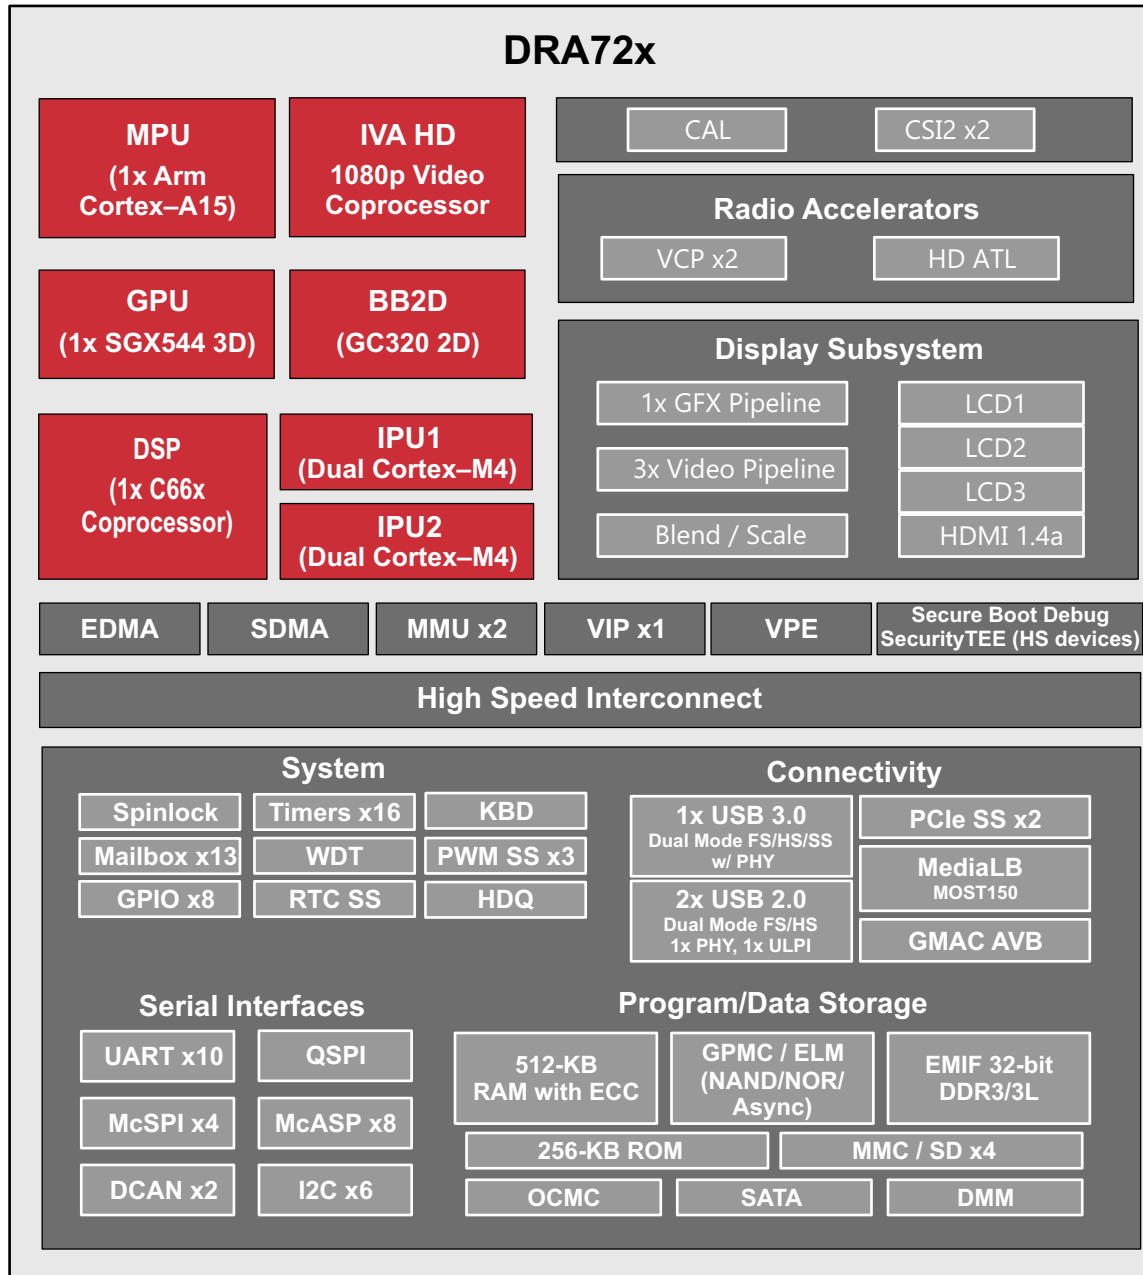 DRA72x
MPU
(1x Arm
Cortex–A15)
IVA HD
1080p Video
Coprocessor
CAL
CSI2 x2
Radio Accelerators
VCP x2
HD ATL
GPU
(1x SGX544 3D)
BB2D
(GC320 2D)
Display Subsystem
1x GFX Pipeline
LCD1
LCD2
3x Video Pipeline
LCD3
Blend / Scale
HDMI 1.4a
DSP
(1x C66x
Coprocessor)
IPU1
(Dual Cortex–M4)
IPU2
(Dual Cortex–M4)
EDMA
SDMA
MMU x2
VIP x1
VPE
Secure Boot Debug
SecurityTEE (HS devices)
High Speed Interconnect
System
Spinlock
Timers x16
KBD
Mailbox x13
WDT
PWM SS x3
GPIO x8
RTC SS
HDQ
Connectivity
1x USB 3.0
Dual Mode FS/HS/SS
w/ PHY
2x USB 2.0
Dual Mode FS/HS
1x PHY, 1x ULPI
PCIe SS x2
MediaLB
MOST150
GMAC AVB
Serial Interfaces
UART x10
QSPI
McSPI x4
McASP x8
DCAN x2
I2C x6
Program/Data Storage
512-KB
RAM with ECC
GPMC / ELM
(NAND/NOR/
Async)
EMIF 32-bit
DDR3/3L
256-KB ROM
MMC / SD x4
OCMC
SATA
DMM